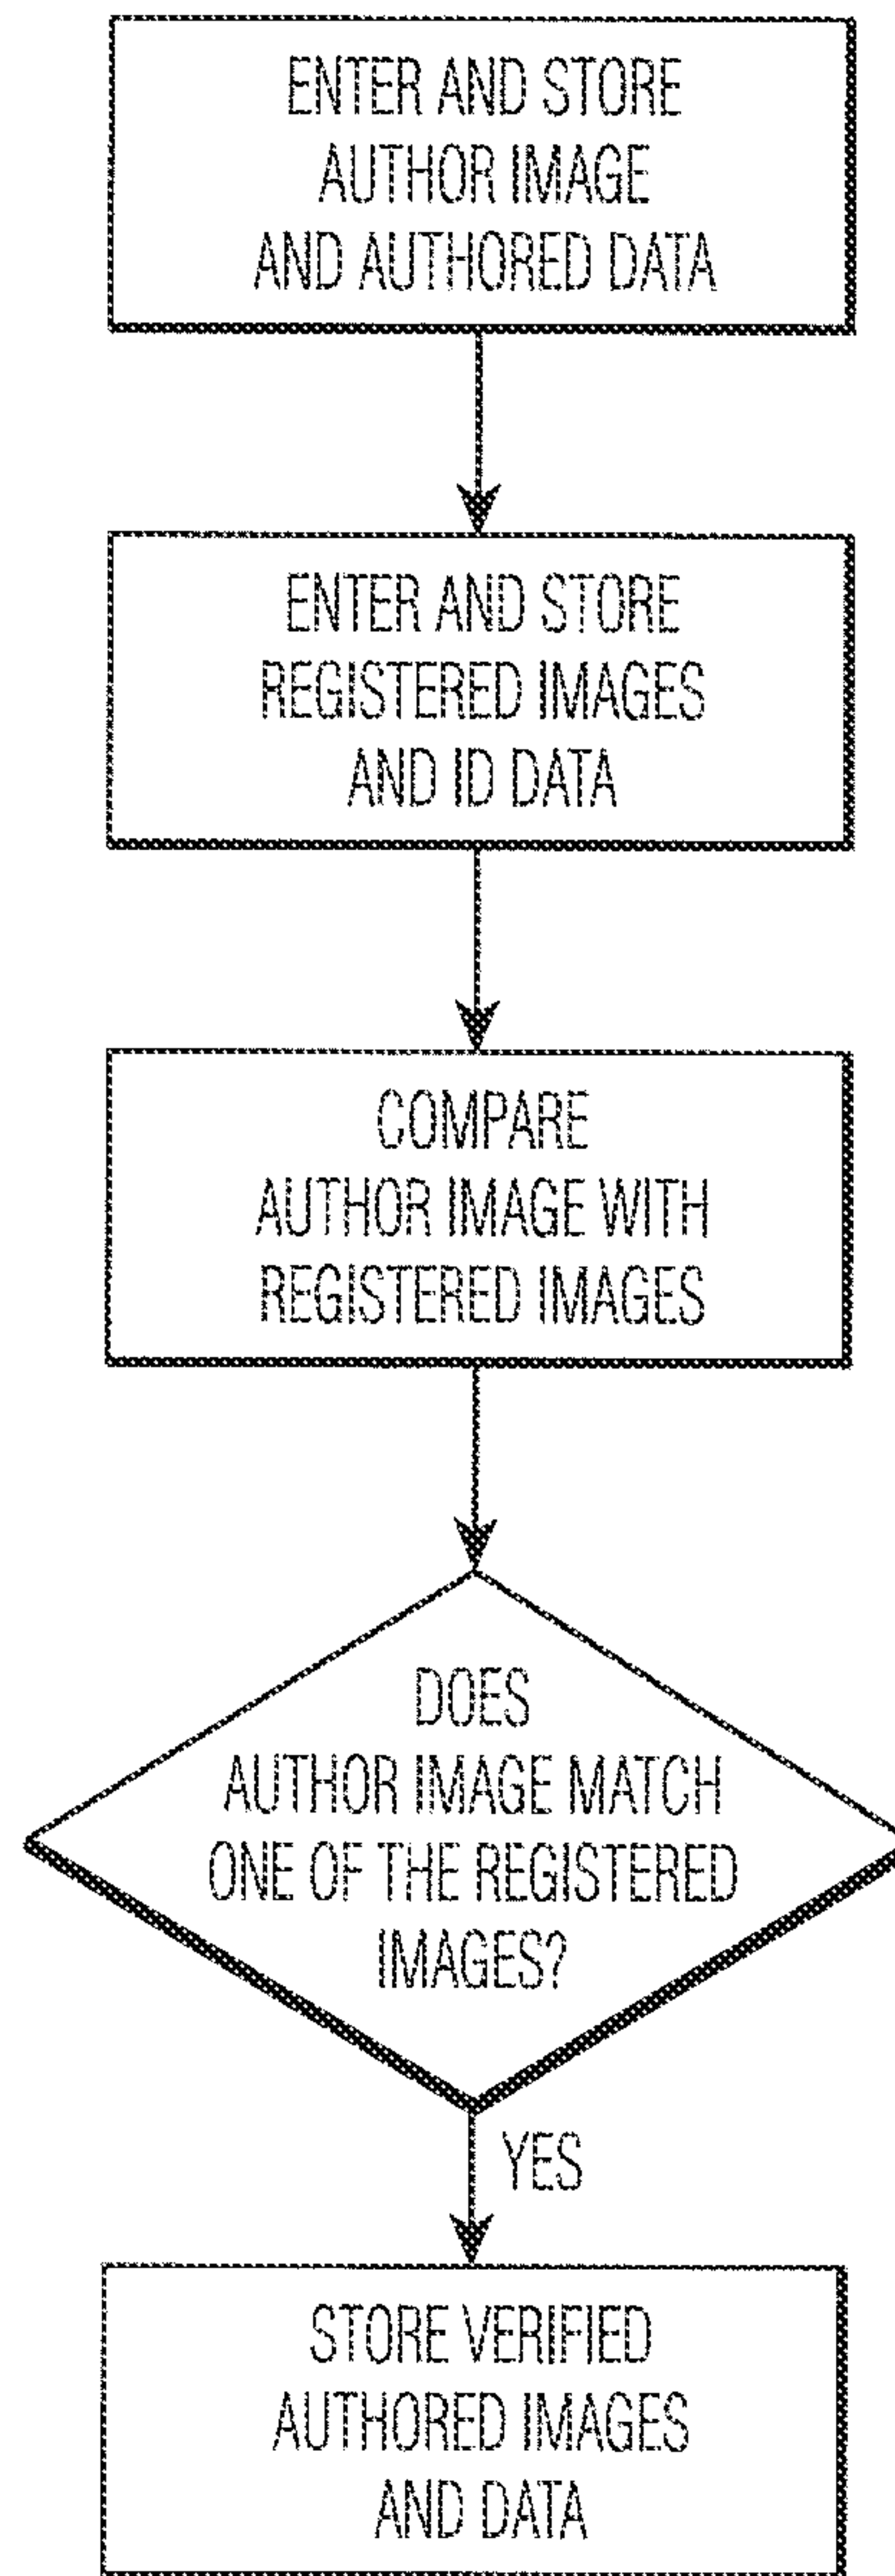 ENTER AND STORE
AUTHOR IMAGE
AND AUTHORED DATA
ENTER AND STORE
REGISTERED IMAGES
AND ID DATA
COMPARE
AUTHOR IMAGE WITH
REGISTERED IMAGES
DOES
AUTHOR IMAGE MATCH
ONE OF THE REGISTERED
IMAGES?
YES
STORE VERIFIED
AUTHORED IMAGES
AND DATA